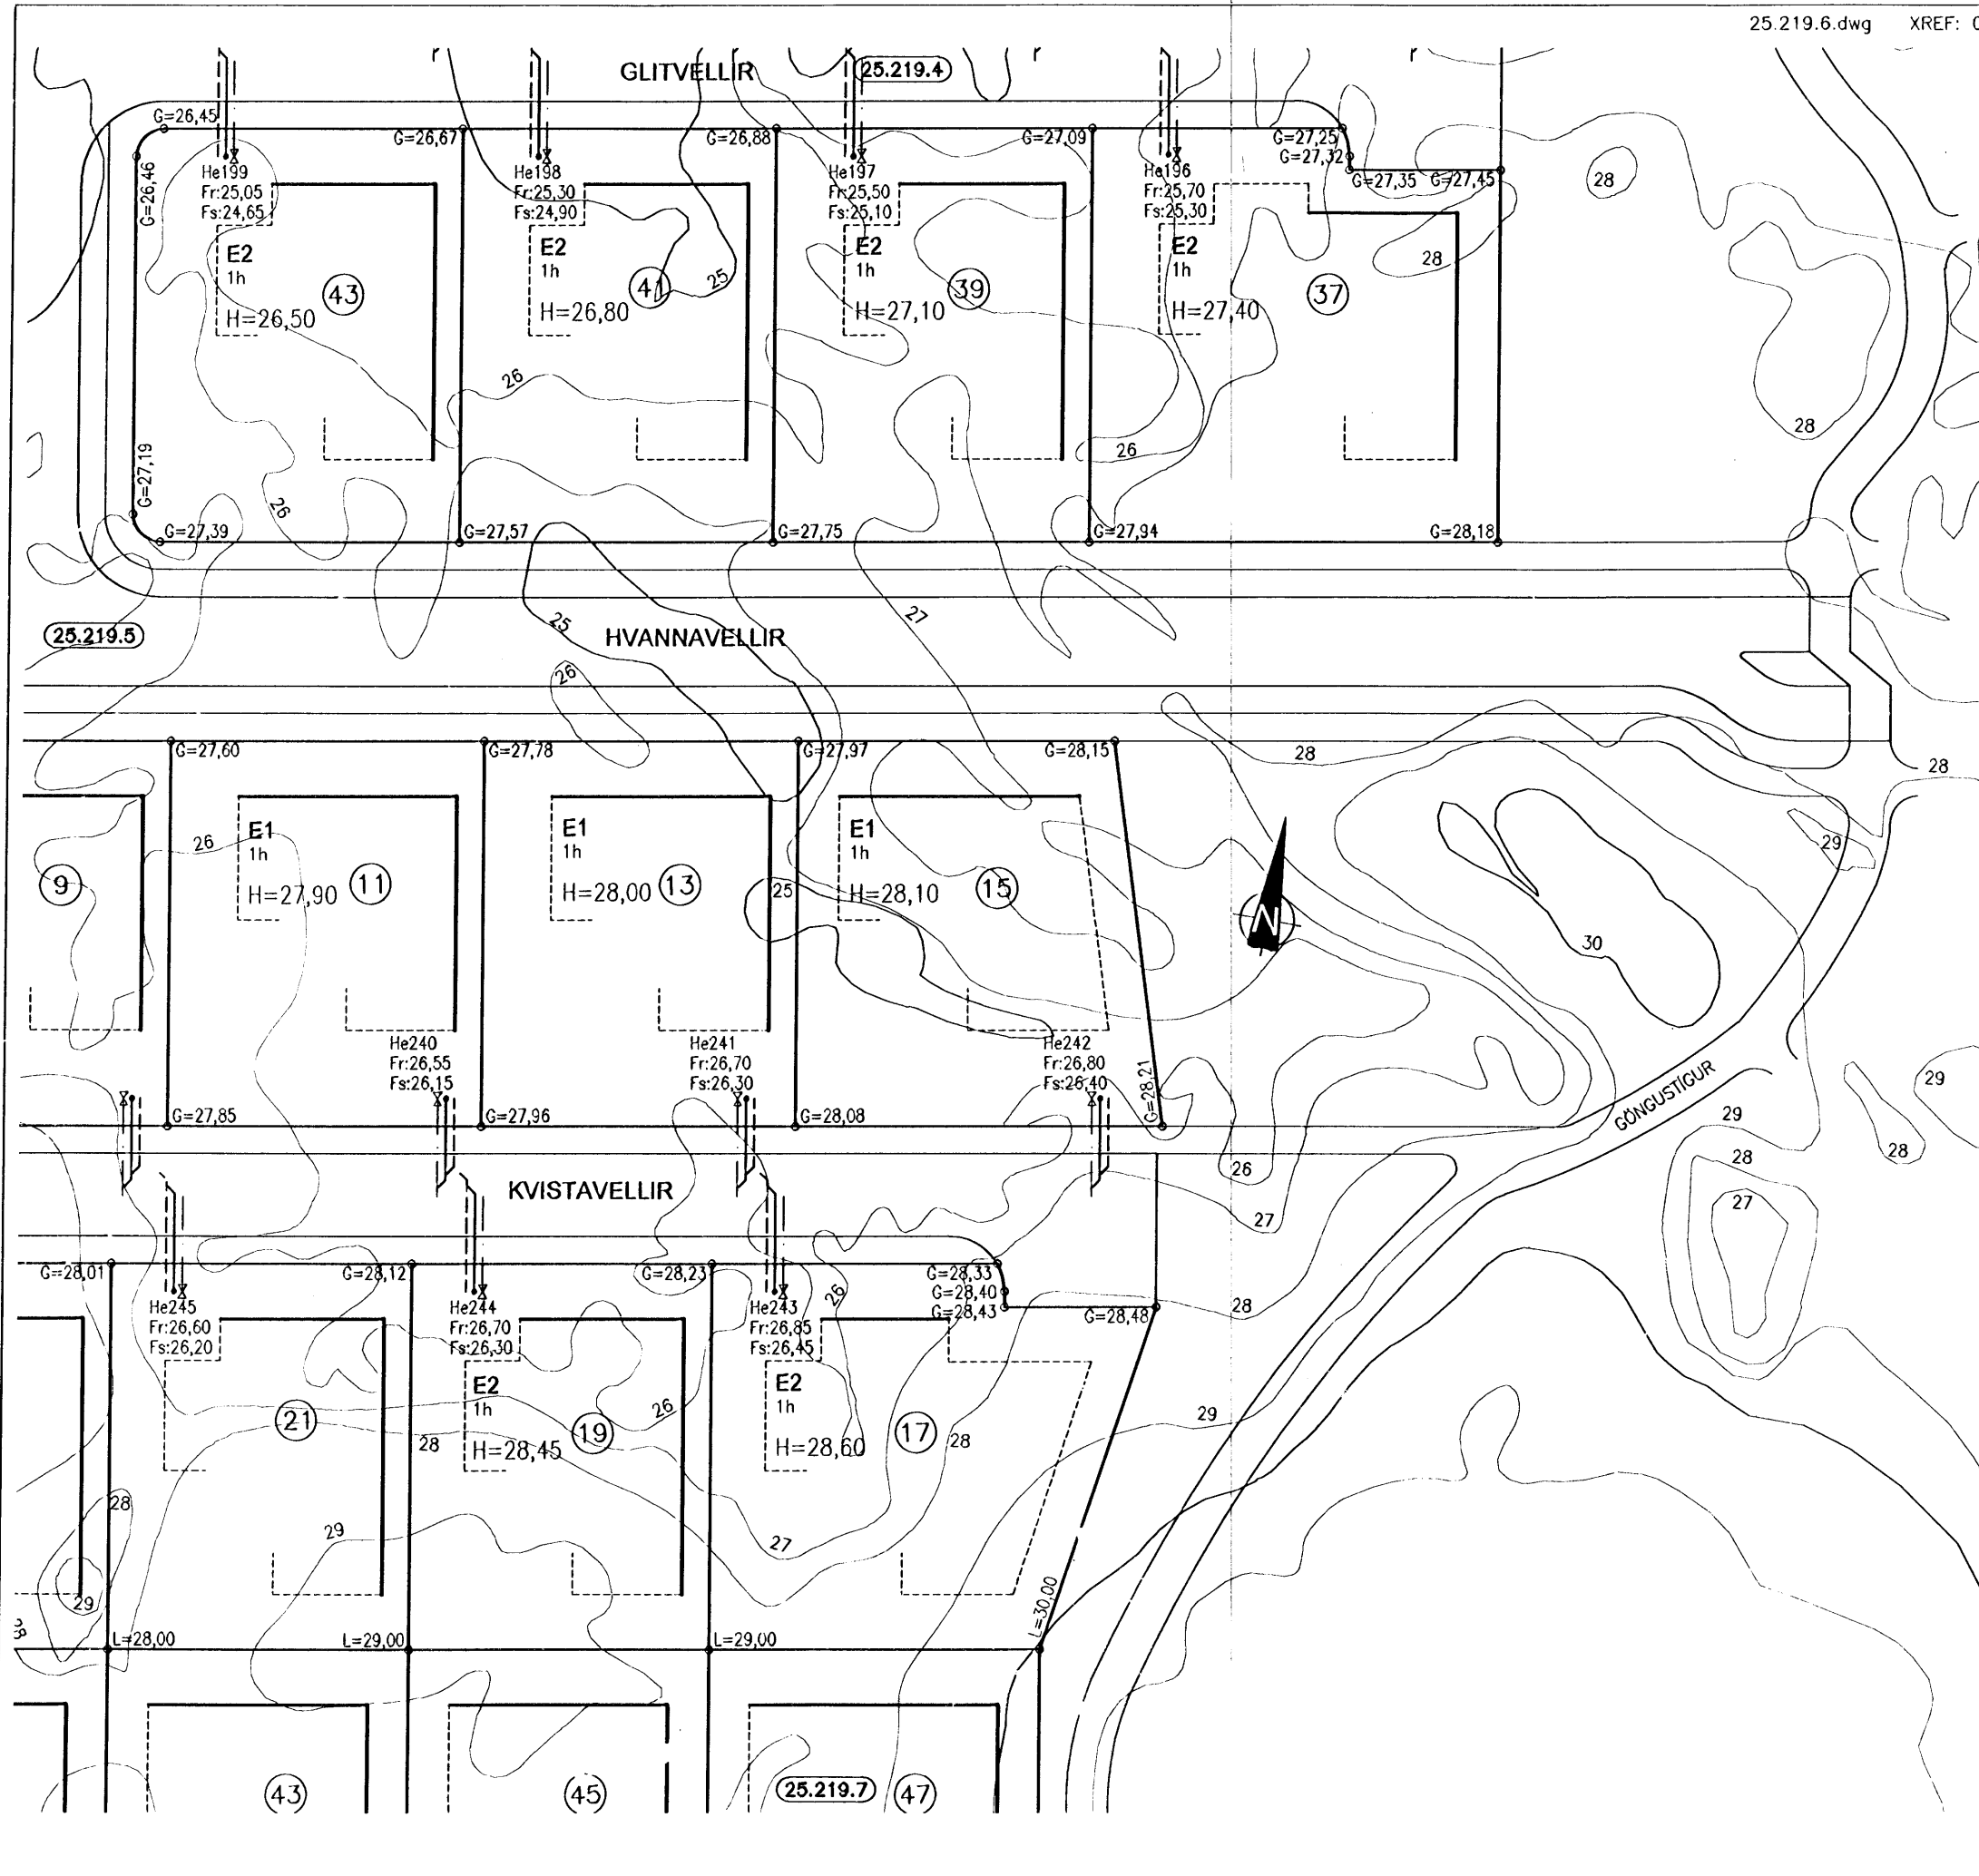 25.219.6.dwg XREF:
GLITVELLIR 25.219.4
G=26,45 G=26,67 G=26,88 G=27,09 G=27,25
G=27,32
G=27,35 G=27,45
G=26,46
He199
Fr:25,05
Fs:24,65
E2
1h
H=26,50
43
He198
Fr:25,30
Fs:24,90
E2
1h
H=26,80
41
25
He197
Fr:25,50
Fs:25,10
E2
1h
H=27,10
39
He196
Fr:25,70
Fs:25,30
E2
1h
H=27,40
37
28
28
28
26
26
26
G=27,19
G=27,39 G=27,57 G=27,75 G=27,94 G=28,18
25.219.5
HVANNAVELLIR
25
26
27
G=27,60 G=27,78 G=27,97 G=28,15
28
28
29
9
26
E1
1h
H=27,90
11
E1
1h
H=28,00
13
25
E1
1h
H=28,10
15
N
30
He240
Fr:26,55
Fs:26,15
He241
Fr:26,70
Fs:26,30
He242
Fr:26,80
Fs:26,40
G=28,21
G=27,85 G=27,96 G=28,08
GÖNGUSTÍGUR
29
29
28
28
27
26
27
28
KVISTAVELLIR
G=28,01 G=28,12 G=28,23 G=28,33
G=28,40
G=28,43 G=28,48
He245
Fr:26,60
Fs:26,20
21
He244
Fr:26,70
Fs:26,30
E2
1h
H=28,45
19
26
28
He243
Fr:26,85
Fs:26,45
26
E2
1h
H=28,60
17
28
29
28
29
27
29
28
L=28,00 L=29,00 L=29,00 L=30,00
43 45 25.219.7 47